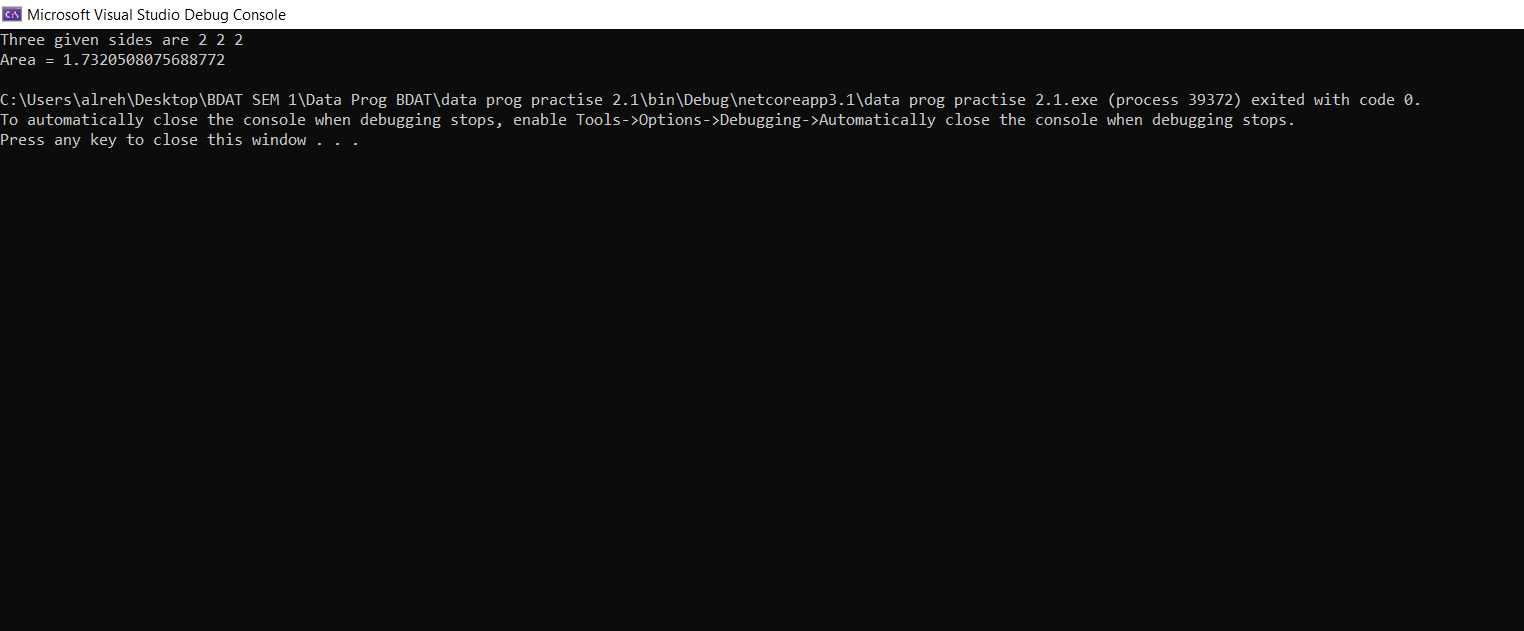 Microsoft Visual Studio Debug Console
Three given sides are 2 2 2
Area = 1.7320508075688772
C:\Users\alreh\Desktop\BDAT SEM 1\Data Prog BDAT\data prog practise 2.1\bin\Debug\netcoreapp3.1\data prog practise 2.1.exe (process 39372) exited with code 0.
To automatically close the console when debugging stops, enable Tools->Options->Debugging->Automatically close the console when debugging stops.
Press any key to close this window . . .